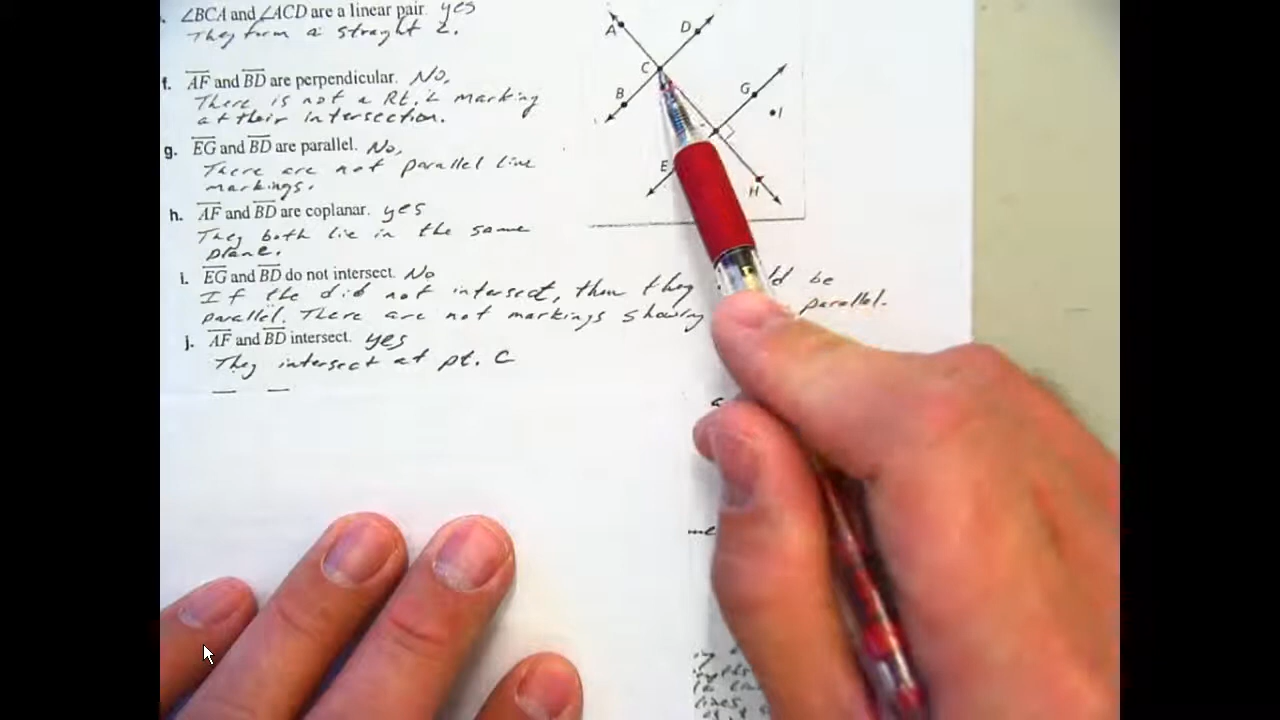 ∠BCA and ∠ACD are a linear pair. yes
They form a straght ∠.
f. AF and BD are perpendicular. No,
There is not a Rt. ∠ marking
at their intersection.
g. EG and BD are parallel. No,
There are not parallel line
markings.
h. AF and BD are coplanar. yes
They both lie in the same
plane.
i. EG and BD do not intersect. No
If the did not intersect, then they be
parallel. There are not markings showing parallel.
j. AF and BD intersect. yes
They intersect at pt. C
A
D
C
B
G
I
E
H